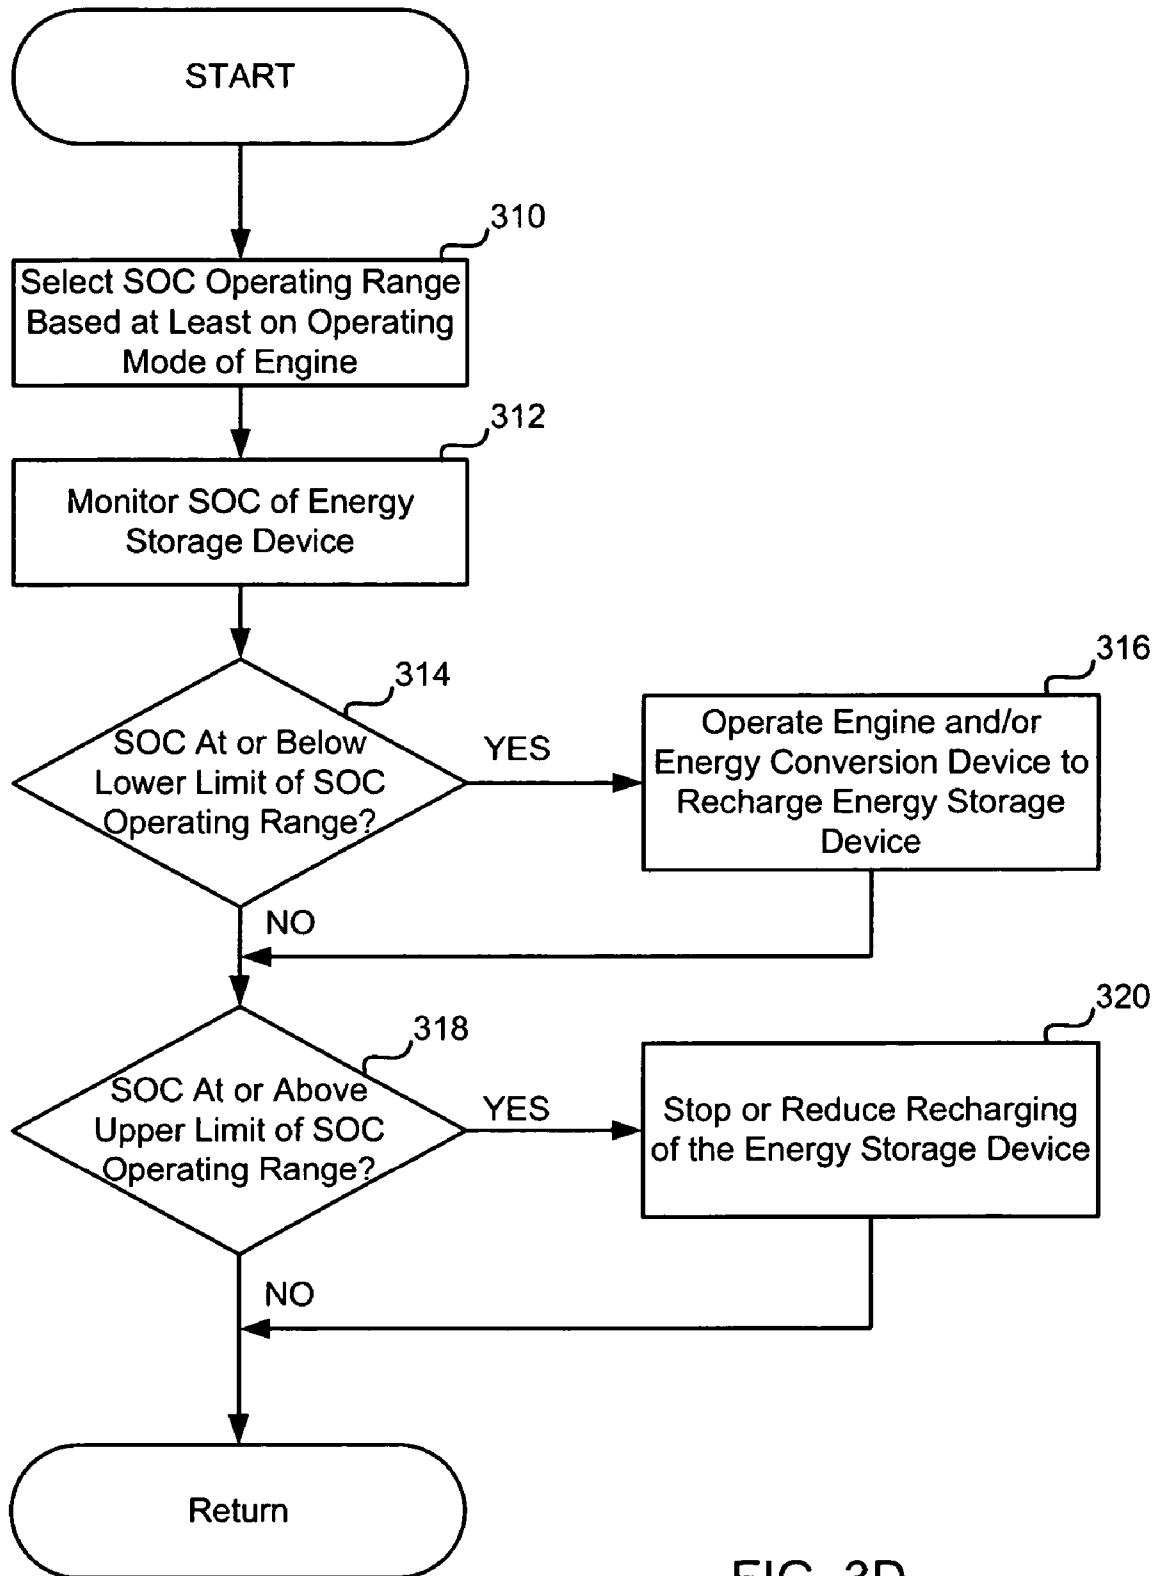 START
310
Select SOC Operating Range
Based at Least on Operating
Mode of Engine
312
Monitor SOC of Energy
Storage Device
314
SOC At or Below
Lower Limit of SOC
Operating Range?
YES
316
Operate Engine and/or
Energy Conversion Device to
Recharge Energy Storage
Device
NO
318
SOC At or Above
Upper Limit of SOC
Operating Range?
YES
320
Stop or Reduce Recharging
of the Energy Storage Device
NO
Return
FIG. 3D